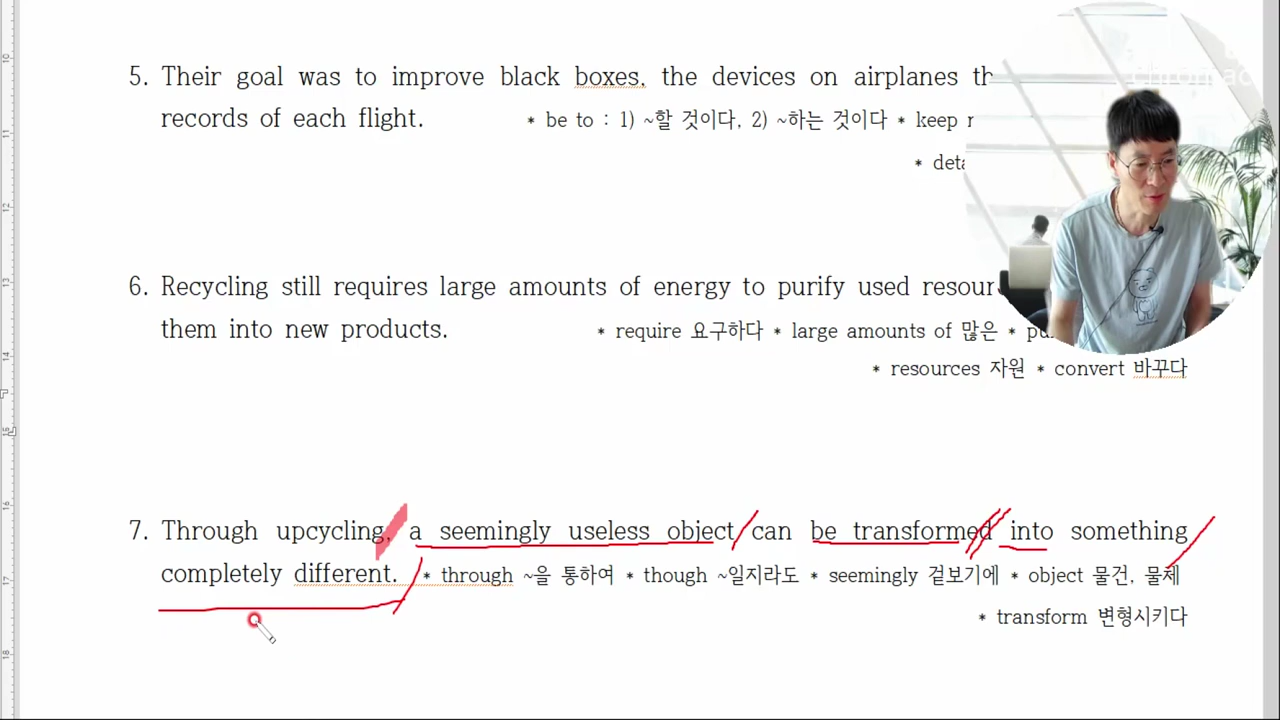 5. Their goal was to improve black boxes, the devices on airplanes
records of each flight. * be to : 1) ~할 것이다, 2) ~하는 것이다 * keep
*
6. Recycling still requires large amounts of energy to purify used
them into new products. * require 요구하다 * large amounts of 많은 *
* resources 자원 * convert 바꾸다
7. Through upcycling, a seemingly useless object can be transformed into something
completely different. * through ~을 통하여 * though ~일지라도 * seemingly 겉보기에 * object 물건, 물체
* transform 변형시키다